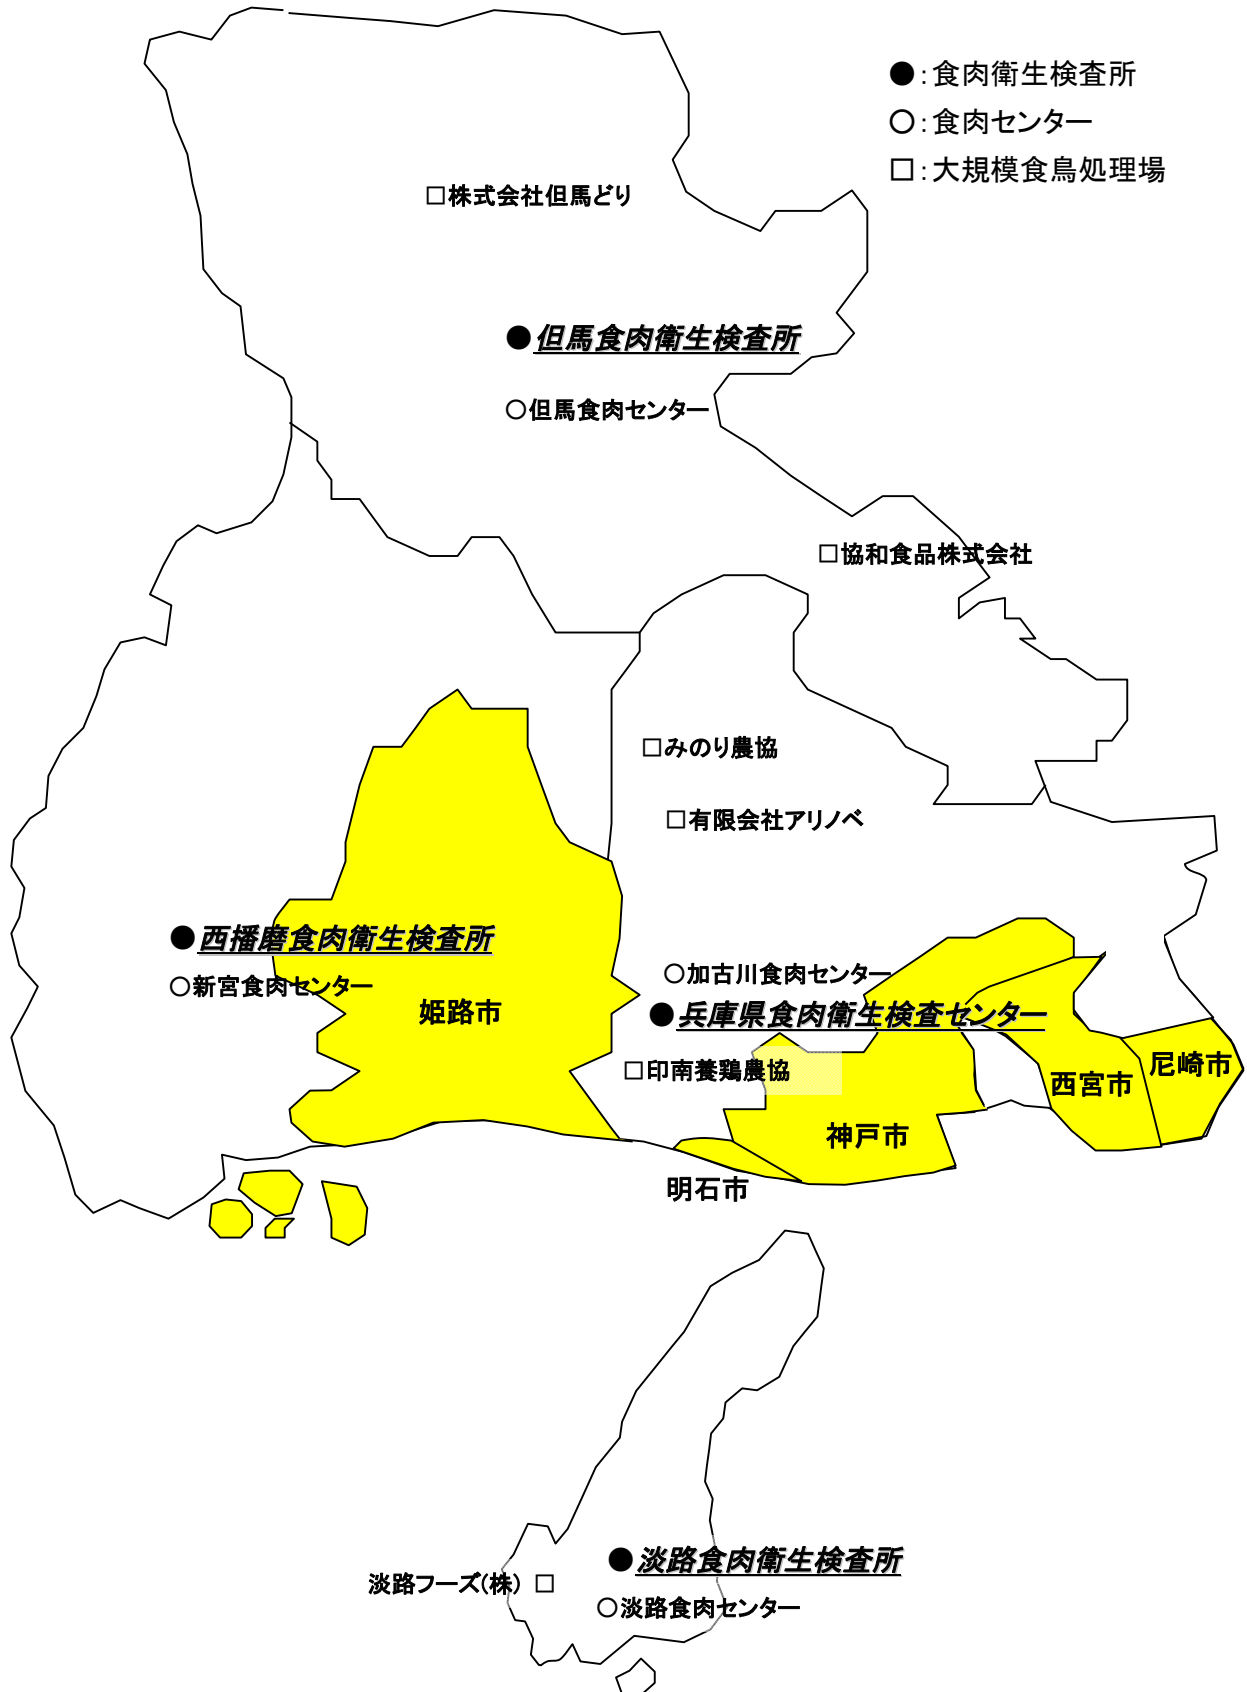 ●:食肉衛生検査所
○:食肉センター
□:大規模食鳥処理場
□株式会社但馬どり
●但馬食肉衛生検査所
○但馬食肉センター
□協和食品株式会社
□みのり農協
□有限会社アリノベ
●西播磨食肉衛生検査所
○新宮食肉センター
姫路市
○加古川食肉センター
●兵庫県食肉衛生検査センター
□印南養鶏農協
尼崎市
西宮市
神戸市
明石市
●淡路食肉衛生検査所
淡路フーズ(株) □
○淡路食肉センター